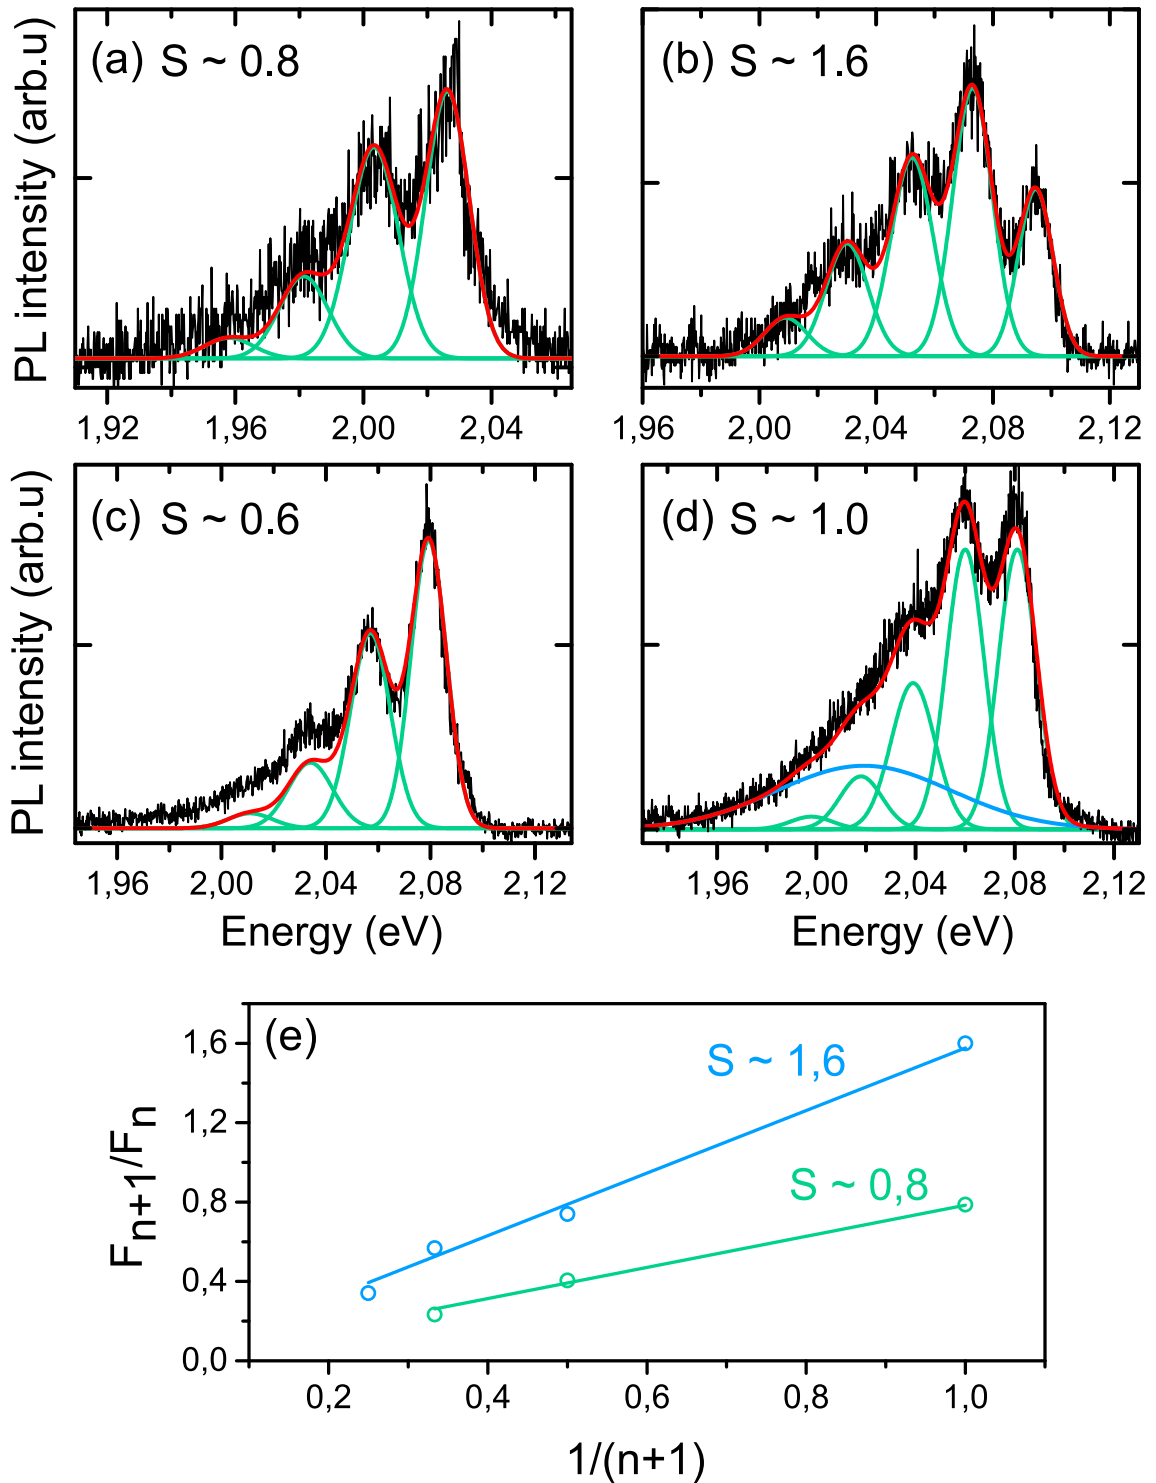 (a) S ~ 0.8
PL intensity (arb.u)
1,92 1,96 2,00 2,04
(b) S ~ 1.6
1,96 2,00 2,04 2,08 2,12
(c) S ~ 0.6
PL intensity (arb.u)
1,96 2,00 2,04 2,08 2,12
Energy (eV)
(d) S ~ 1.0
1,96 2,00 2,04 2,08 2,12
Energy (eV)
(e)
S ~ 1,6
S ~ 0,8
Fn+1/Fn
1,6
1,2
0,8
0,4
0,0
0,2 0,4 0,6 0,8 1,0
1/(n+1)